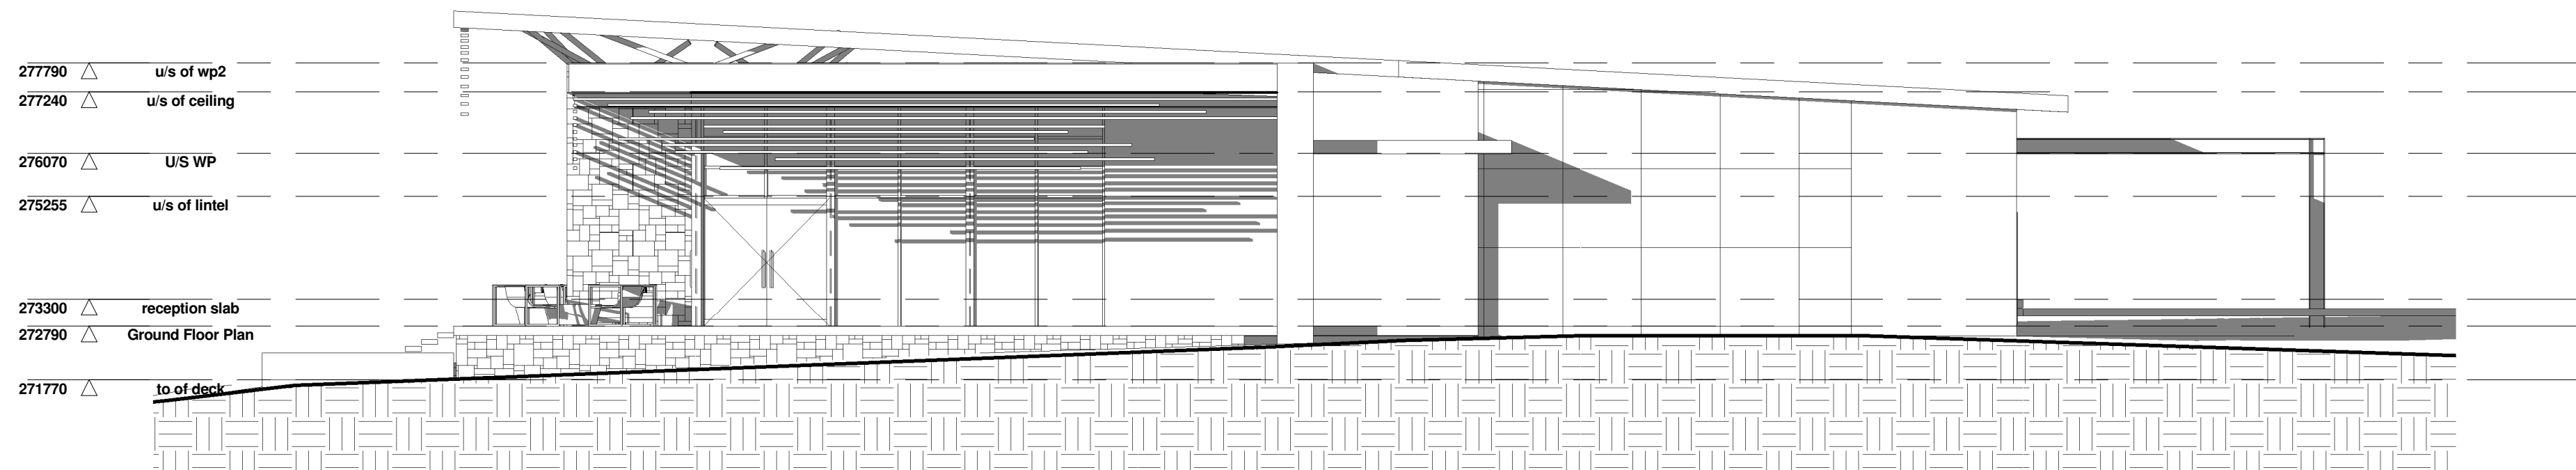 277790 u/s of wp2
277240 u/s of ceiling
276070 U/S WP
275255 u/s of lintel
273300 reception slab
272790 Ground Floor Plan
271770 to of deck